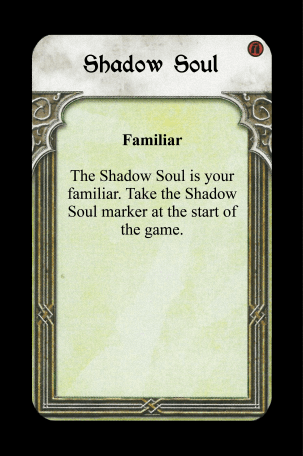 Shadow Soul
Familiar
The Shadow Soul is your
familiar. Take the Shadow
Soul marker at the start of
the game.